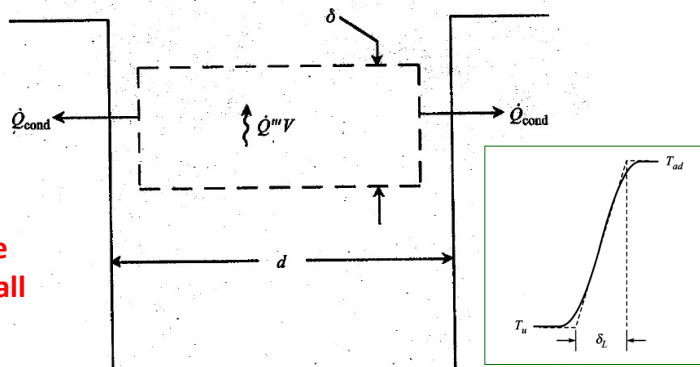 δ
Q̇cond
Q̇‴V
Q̇cond
Tad
e
all
d
Tu
δL